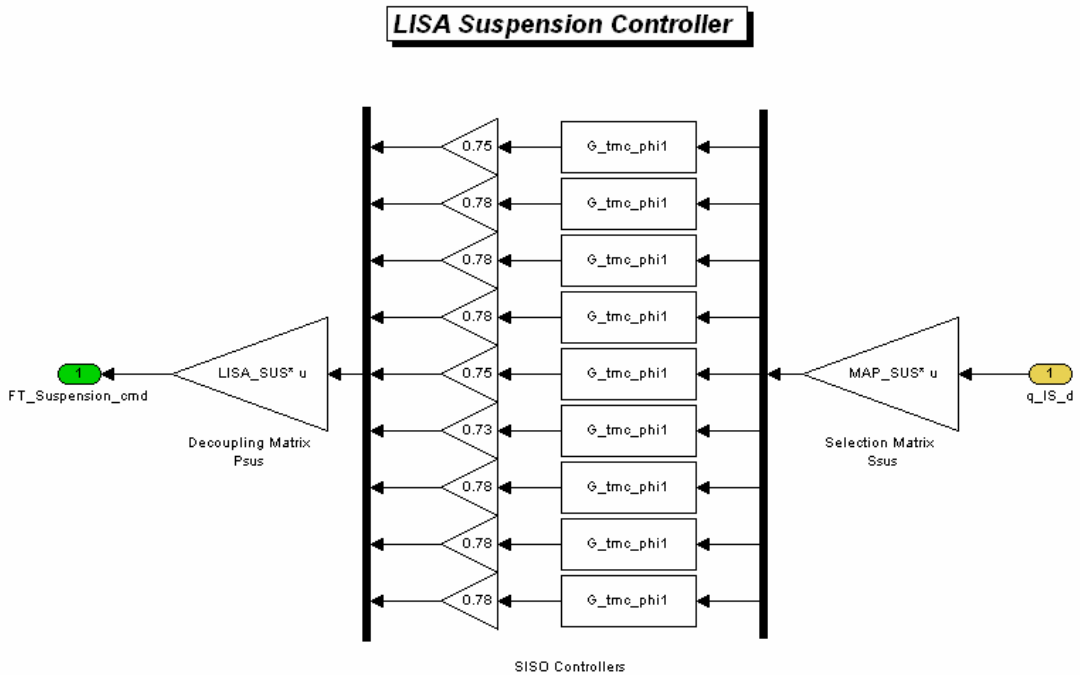 LISA Suspension Controller
0.75
G_tmc_phi1
0.78
G_tmc_phi1
0.78
G_tmc_phi1
0.78
G_tmc_phi1
1
LISA_SUS* u
0.75
G_tmc_phi1
MAP_SUS* u
1
FT_Suspension_cmd
q_IS_d
0.73
G_tmc_phi1
Decoupling Matrix
Psus
Selection Matrix
Ssus
0.78
G_tmc_phi1
0.78
G_tmc_phi1
0.78
G_tmc_phi1
SISO Controllers